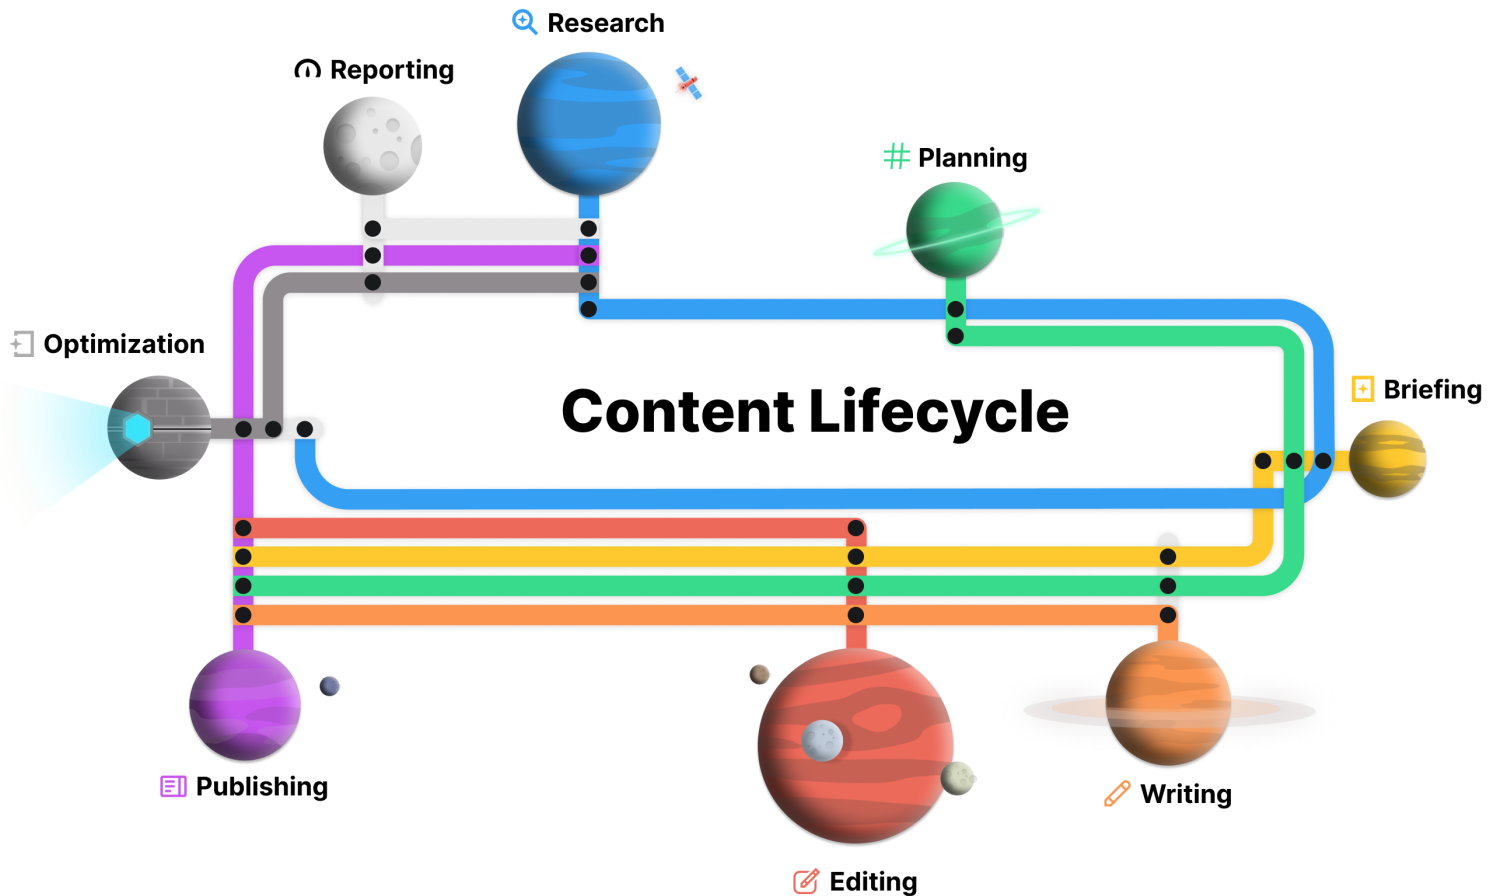 Research
Reporting
Planning
Optimization
Content Lifecycle
Briefing
Publishing
Writing
Editing